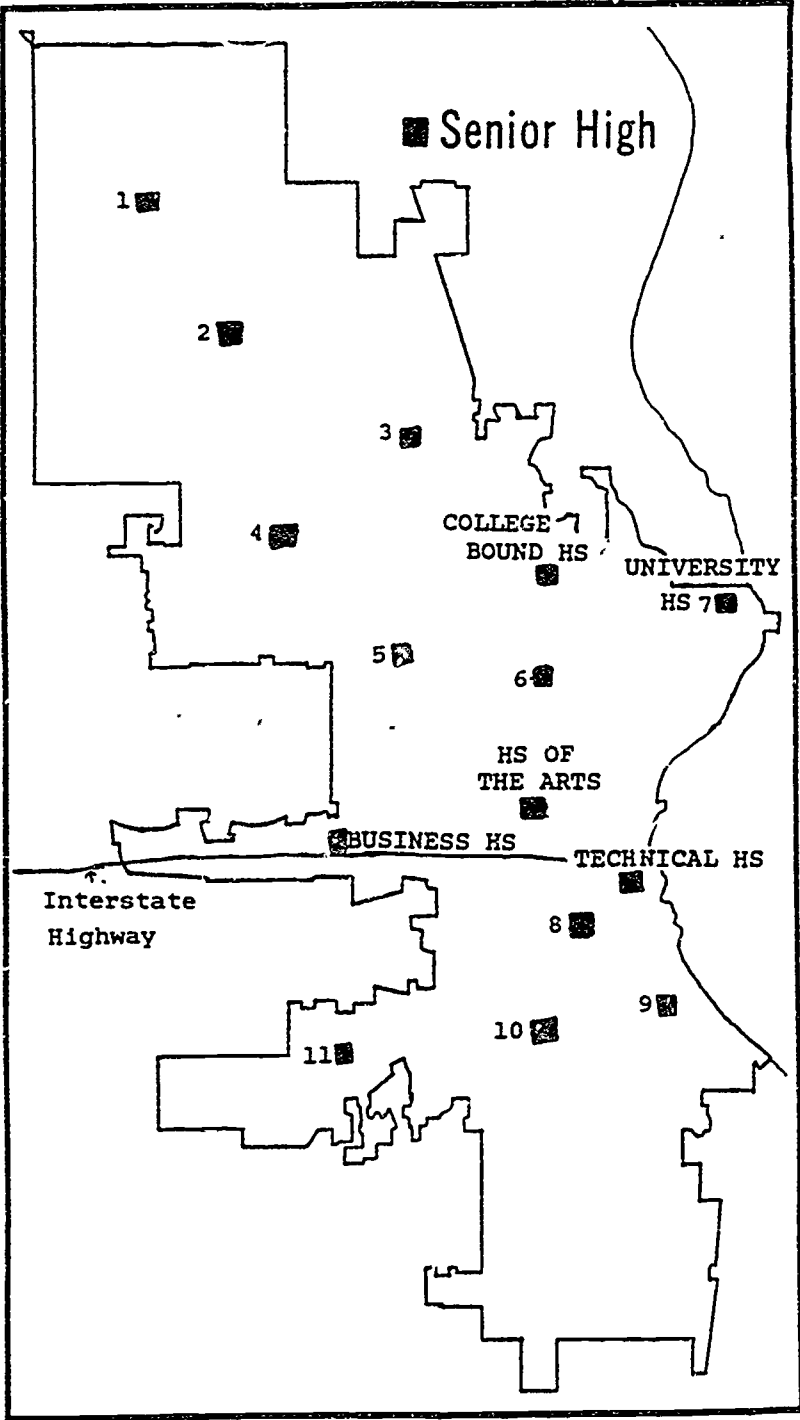 Senior High
1
2
3
4
COLLEGE
BOUND HS
UNIVERSITY
HS 7
5
6
HS OF
THE ARTS
BUSINESS HS
TECHNICAL HS
Interstate
Highway
8
9
10
11